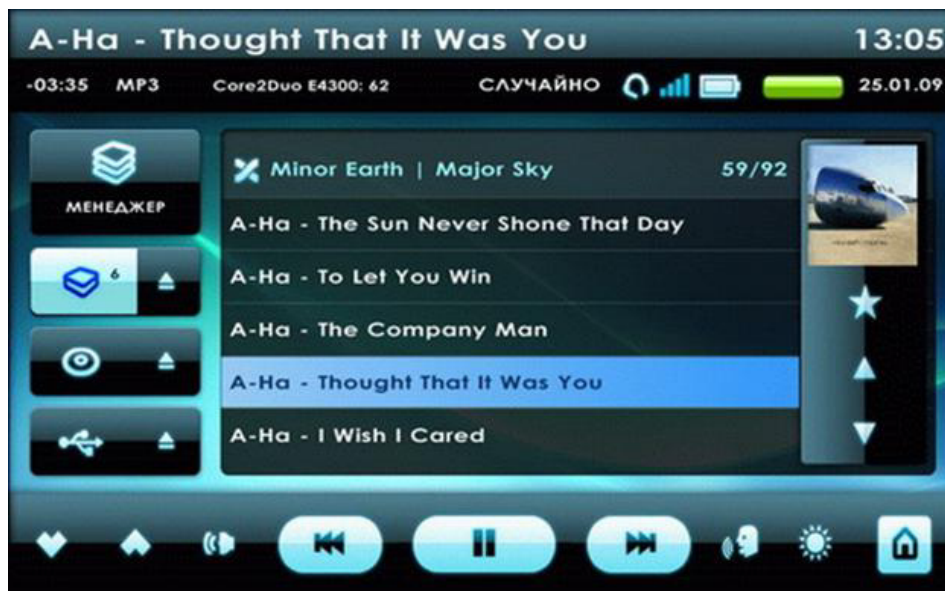 A-Ha - Thought That It Was You 13:05
-03:35 MP3 Core2Duo E4300: 62 СЛУЧАЙНО 25.01.09
МЕНЕДЖЕР
6
Minor Earth | Major Sky 59/92
A-Ha - The Sun Never Shone That Day
A-Ha - To Let You Win
A-Ha - The Company Man
A-Ha - Thought That It Was You
A-Ha - I Wish I Cared